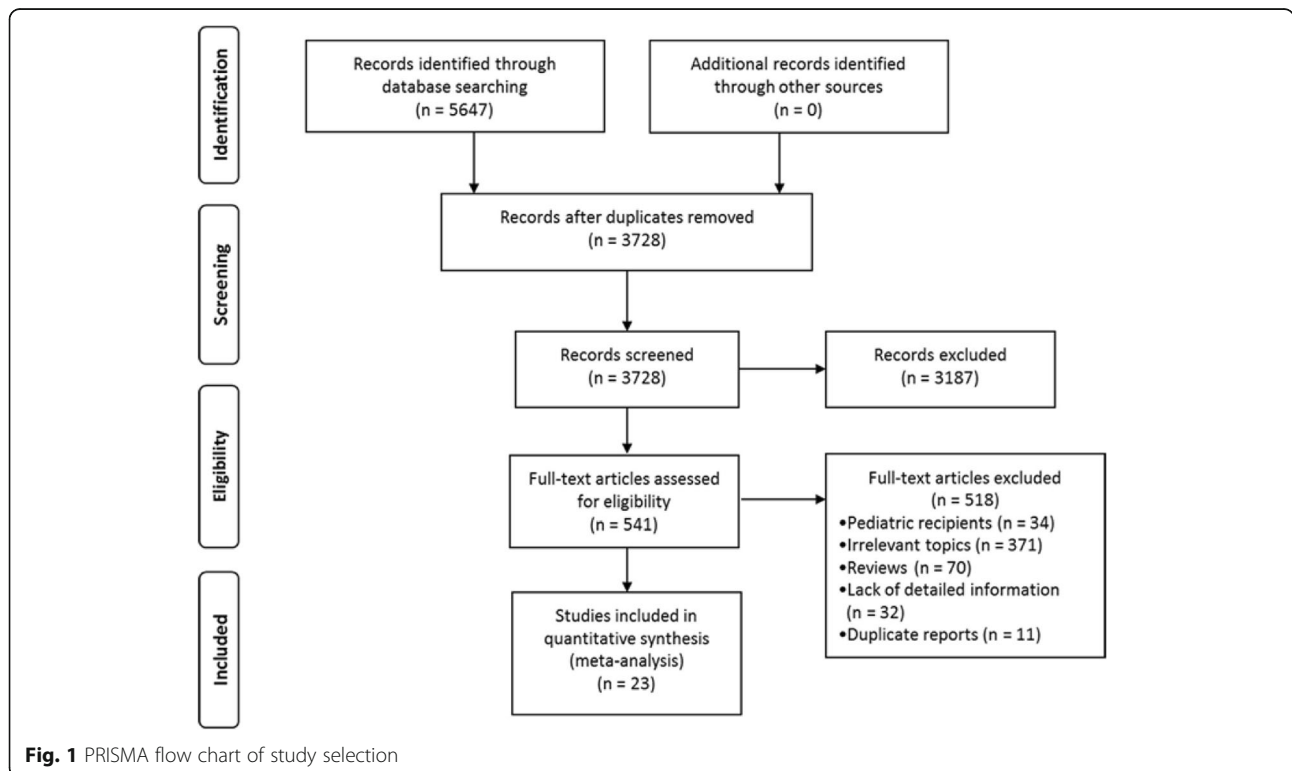 Identification
Records identified through
database searching
(n = 5647)
Additional records identified
through other sources
(n = 0)
Screening
Records after duplicates removed
(n = 3728)
Records screened
(n = 3728)
Records excluded
(n = 3187)
Eligibility
Full-text articles assessed
for eligibility
(n = 541)
Full-text articles excluded
(n = 518)
•Pediatric recipients (n = 34)
•Irrelevant topics (n = 371)
•Reviews (n = 70)
•Lack of detailed information
(n = 32)
•Duplicate reports (n = 11)
Included
Studies included in
quantitative synthesis
(meta-analysis)
(n = 23)
Fig. 1 PRISMA flow chart of study selection